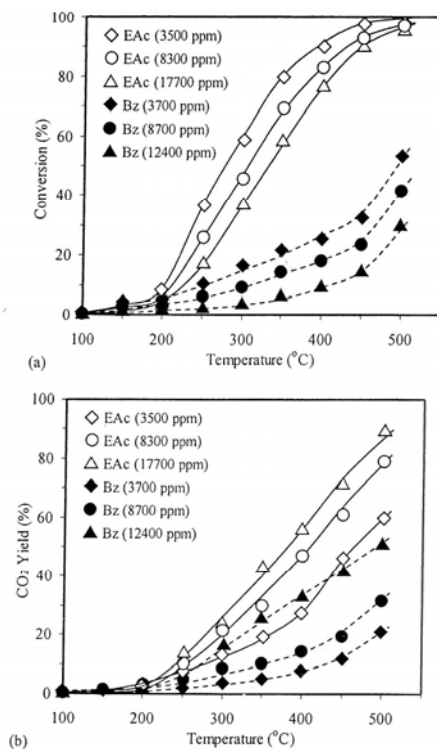 100
80
60
40
20
0
Conversion (%)
EAc (3500 ppm)
EAc (8300 ppm)
EAc (17700 ppm)
Bz (3700 ppm)
Bz (8700 ppm)
Bz (12400 ppm)
100 200 300 400 500
Temperature (°C)
(a)
100
80
60
40
20
0
CO₂ Yield (%)
EAc (3500 ppm)
EAc (8300 ppm)
EAc (17700 ppm)
Bz (3700 ppm)
Bz (8700 ppm)
Bz (12400 ppm)
100 200 300 400 500
Temperature (°C)
(b)